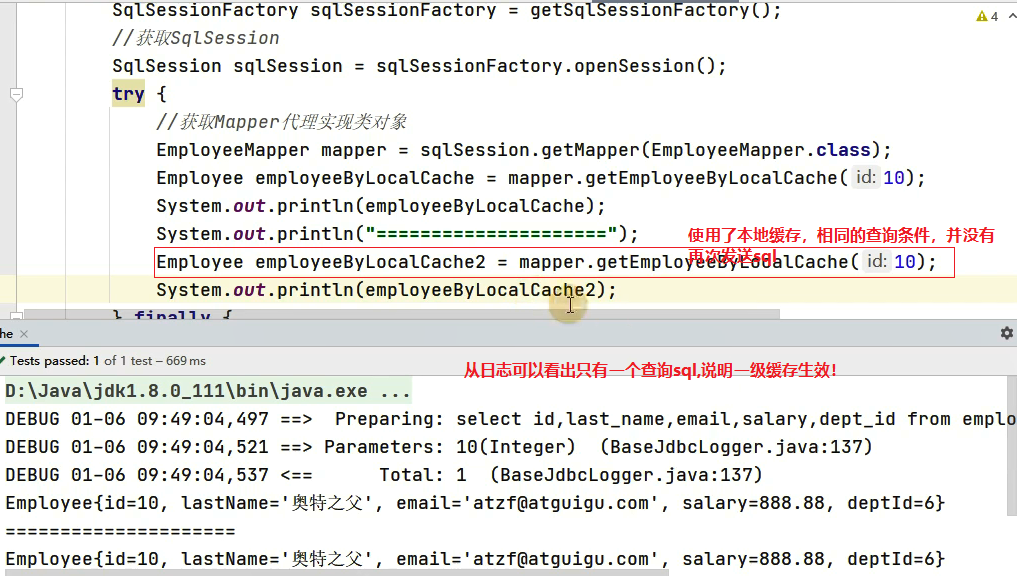 SqlSessionFactory sqlSessionFactory = getSqlSessionFactory();
4
//获取SqlSession
SqlSession sqlSession = sqlSessionFactory.openSession();
try {
//获取Mapper代理实现类对象
EmployeeMapper mapper = sqlSession.getMapper(EmployeeMapper.class);
Employee employeeByLocalCache = mapper.getEmployeeByLocalCache( id: 10);
System.out.println(employeeByLocalCache);
System.out.println("=====================");
使用了本地缓存，相同的查询条件，并没有
再次发送sql
Employee employeeByLocalCache2 = mapper.getEmployeeByLocalCache( id: 10);
System.out.println(employeeByLocalCache2);
} finally {
he ×
Tests passed: 1 of 1 test – 669 ms
从日志可以看出只有一个查询sql,说明一级缓存生效！
D:\Java\jdk1.8.0_111\bin\java.exe ...
DEBUG 01-06 09:49:04,497 ==>  Preparing: select id,last_name,email,salary,dept_id from emplo
DEBUG 01-06 09:49:04,521 ==> Parameters: 10(Integer)  (BaseJdbcLogger.java:137)
DEBUG 01-06 09:49:04,537 <==      Total: 1  (BaseJdbcLogger.java:137)
Employee{id=10, lastName='奥特之父', email='atzf@atguigu.com', salary=888.88, deptId=6}
=====================
Employee{id=10, lastName='奥特之父', email='atzf@atguigu.com', salary=888.88, deptId=6}